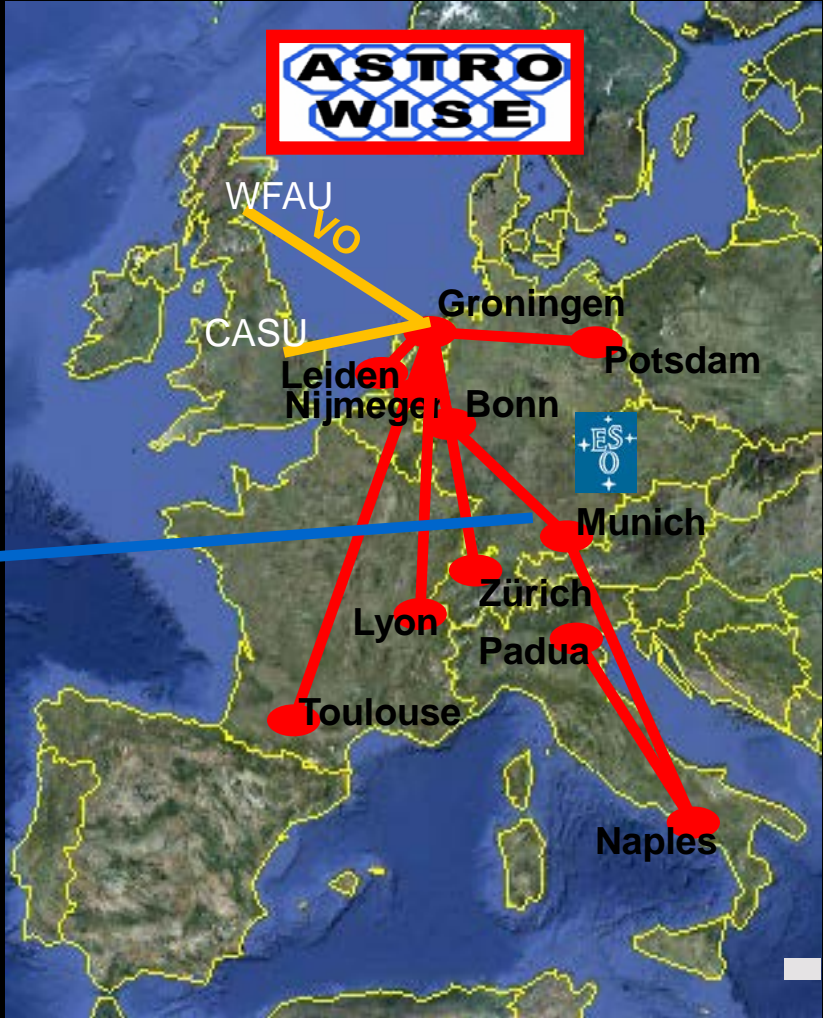 ASTRO
WISE
WFAU
VO
Groningen
CASU
Potsdam
Leiden
Nijmegen
Bonn
ESO
Munich
Zürich
Lyon
Padua
Toulouse
Naples